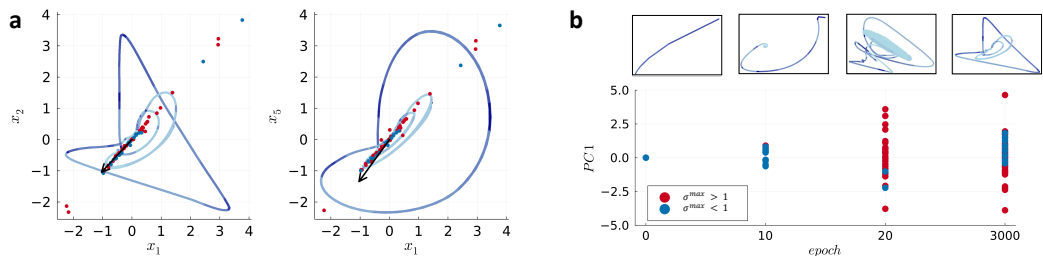 a
x₂
3
2
1
0
−1
−2
−2 −1 0 1 2 3 4
x₁
x₅
3
2
1
0
−1
−2
−2 −1 0 1 2 3 4
x₁
b
PC1
5.0
2.5
0.0
−2.5
−5.0
σᵐᵃˣ > 1
σᵐᵃˣ < 1
0 10 20 3000
epoch